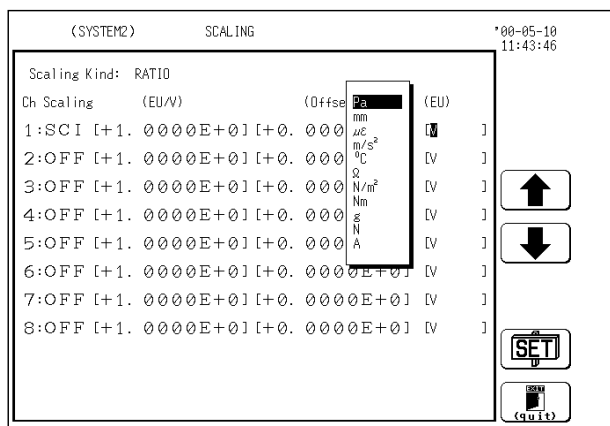 (SYSTEM2) SCALING '00-05-10
11:43:46
Scaling Kind: RATIO
Ch Scaling (EU/V) (Offse (EU)
Pa
mm
με
m/s²
⁰C
Ω
N/m²
Nm
g
N
A
1:SCI [+1. 0000E+0] [+0. 000 [V ]
2:OFF [+1. 0000E+0] [+0. 000 [V ]
3:OFF [+1. 0000E+0] [+0. 000 [V ]
4:OFF [+1. 0000E+0] [+0. 000 [V ]
5:OFF [+1. 0000E+0] [+0. 000 [V ]
6:OFF [+1. 0000E+0] [+0. 0000E+0] [V ]
7:OFF [+1. 0000E+0] [+0. 0000E+0] [V ]
8:OFF [+1. 0000E+0] [+0. 0000E+0] [V ]
SET
EXIT
(quit)